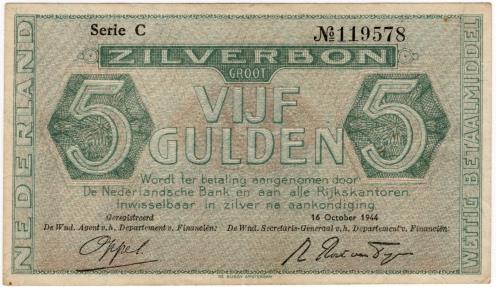 Serie C
№ 119578
ZILVERBON
GROOT
NEDERLAND
5
VIJF
GULDEN
5
WETTIG BETAALMIDDEL
Wordt ter betaling aangenomen door
De Nederlandsche Bank en aan alle Rijkskantoren.
Inwisselbaar in zilver na aankondiging.
Geregistreerd
De Wnd. Agent v. h. Departement v. Financiën:
16 October 1944
De Wnd. Secretaris-Generaal v. h. Departement v. Financiën: